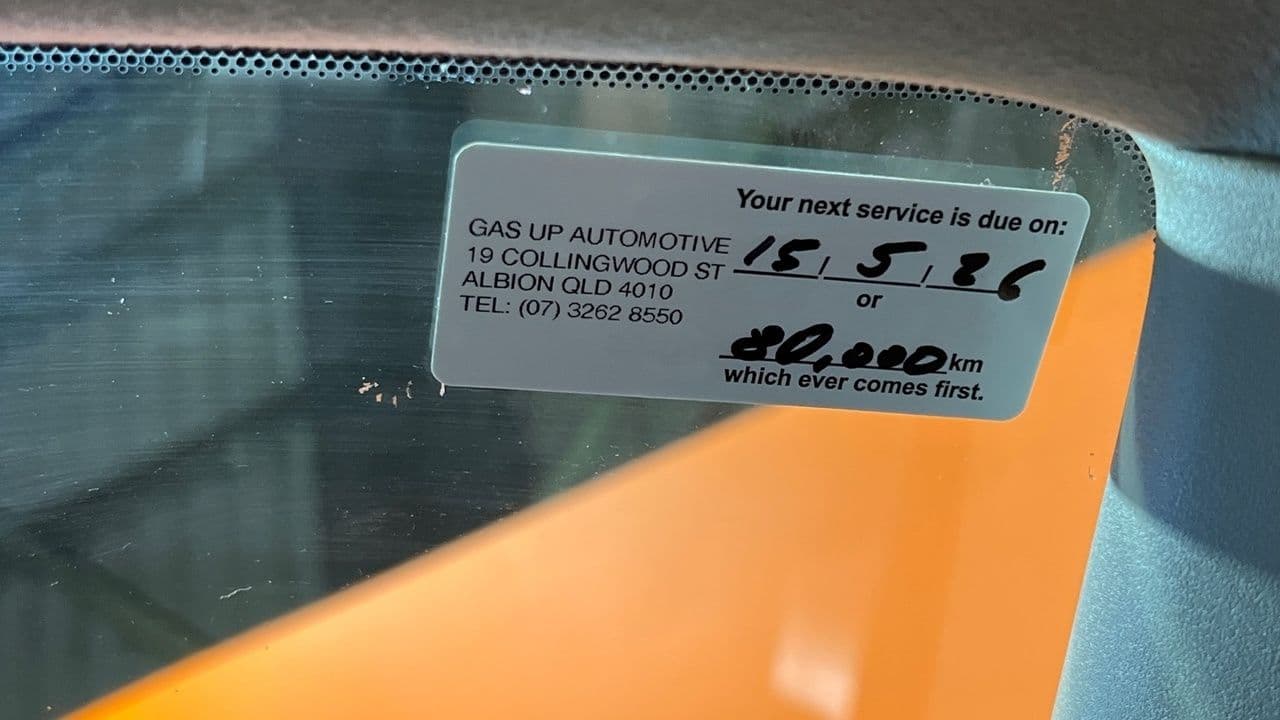 Your next service is due on:
GAS UP AUTOMOTIVE
19 COLLINGWOOD ST
ALBION QLD 4010
TEL: (07) 3262 8550
15 / 5 / 26
or
80,000 km
which ever comes first.